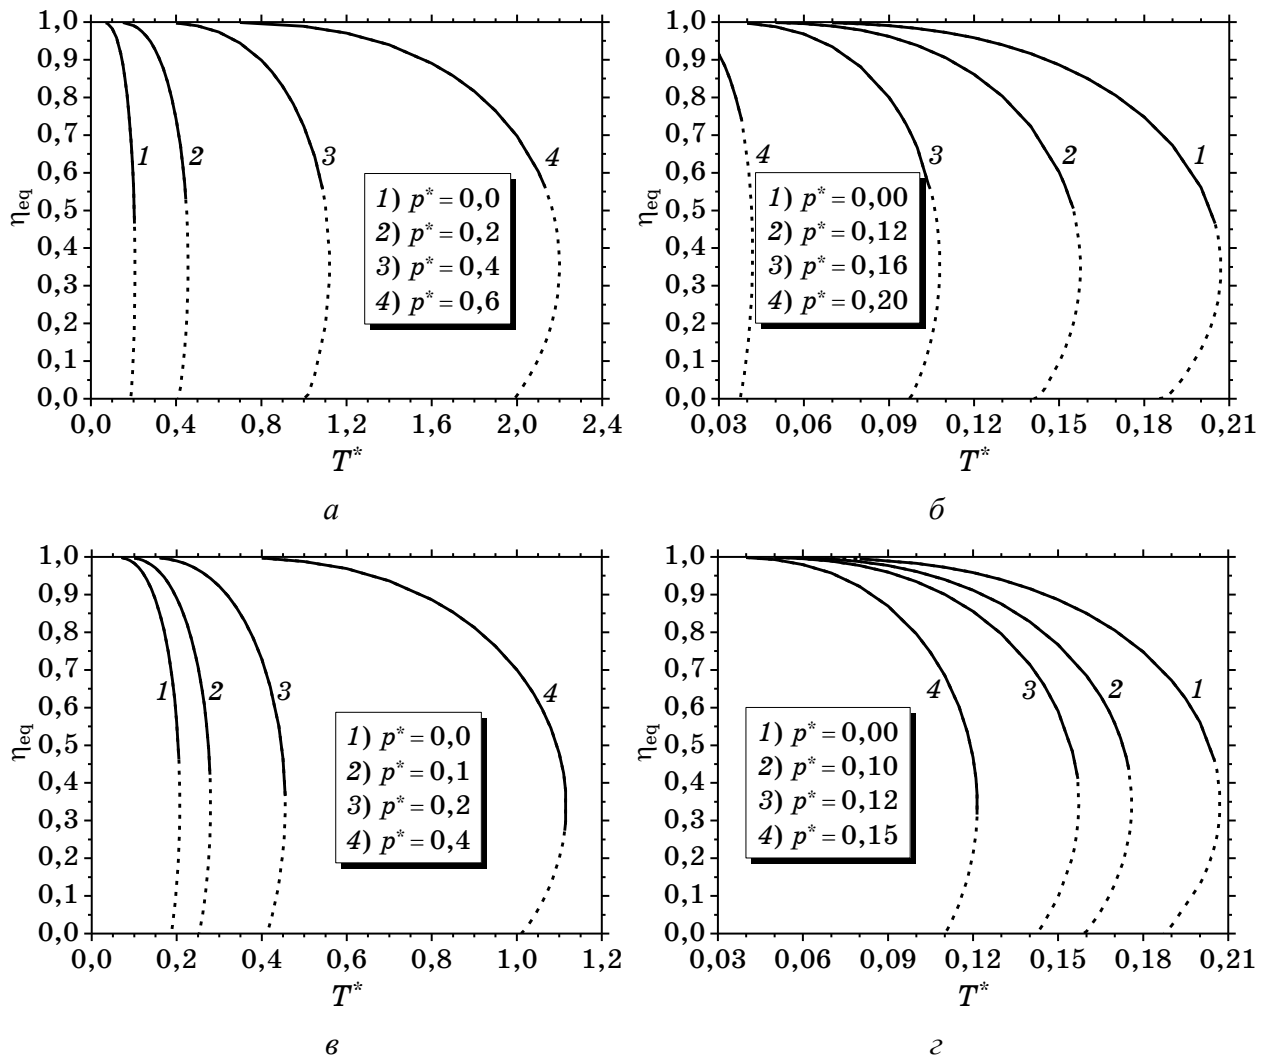 1,0
0,9
0,8
0,7
0,6
0,5
0,4
0,3
0,2
0,1
0,0
η_eq
1
2
3
4
1) p* = 0,0
2) p* = 0,2
3) p* = 0,4
4) p* = 0,6
0,0 0,4 0,8 1,2 1,6 2,0 2,4
T*
а
1,0
0,9
0,8
0,7
0,6
0,5
0,4
0,3
0,2
0,1
0,0
η_eq
4
3
2
1
1) p* = 0,00
2) p* = 0,12
3) p* = 0,16
4) p* = 0,20
0,03 0,06 0,09 0,12 0,15 0,18 0,21
T*
б
1,0
0,9
0,8
0,7
0,6
0,5
0,4
0,3
0,2
0,1
0,0
η_eq
1
2
3
4
1) p* = 0,0
2) p* = 0,1
3) p* = 0,2
4) p* = 0,4
0,0 0,2 0,4 0,6 0,8 1,0 1,2
T*
в
1,0
0,9
0,8
0,7
0,6
0,5
0,4
0,3
0,2
0,1
0,0
η_eq
4
3
2
1
1) p* = 0,00
2) p* = 0,10
3) p* = 0,12
4) p* = 0,15
0,03 0,06 0,09 0,12 0,15 0,18 0,21
T*
г